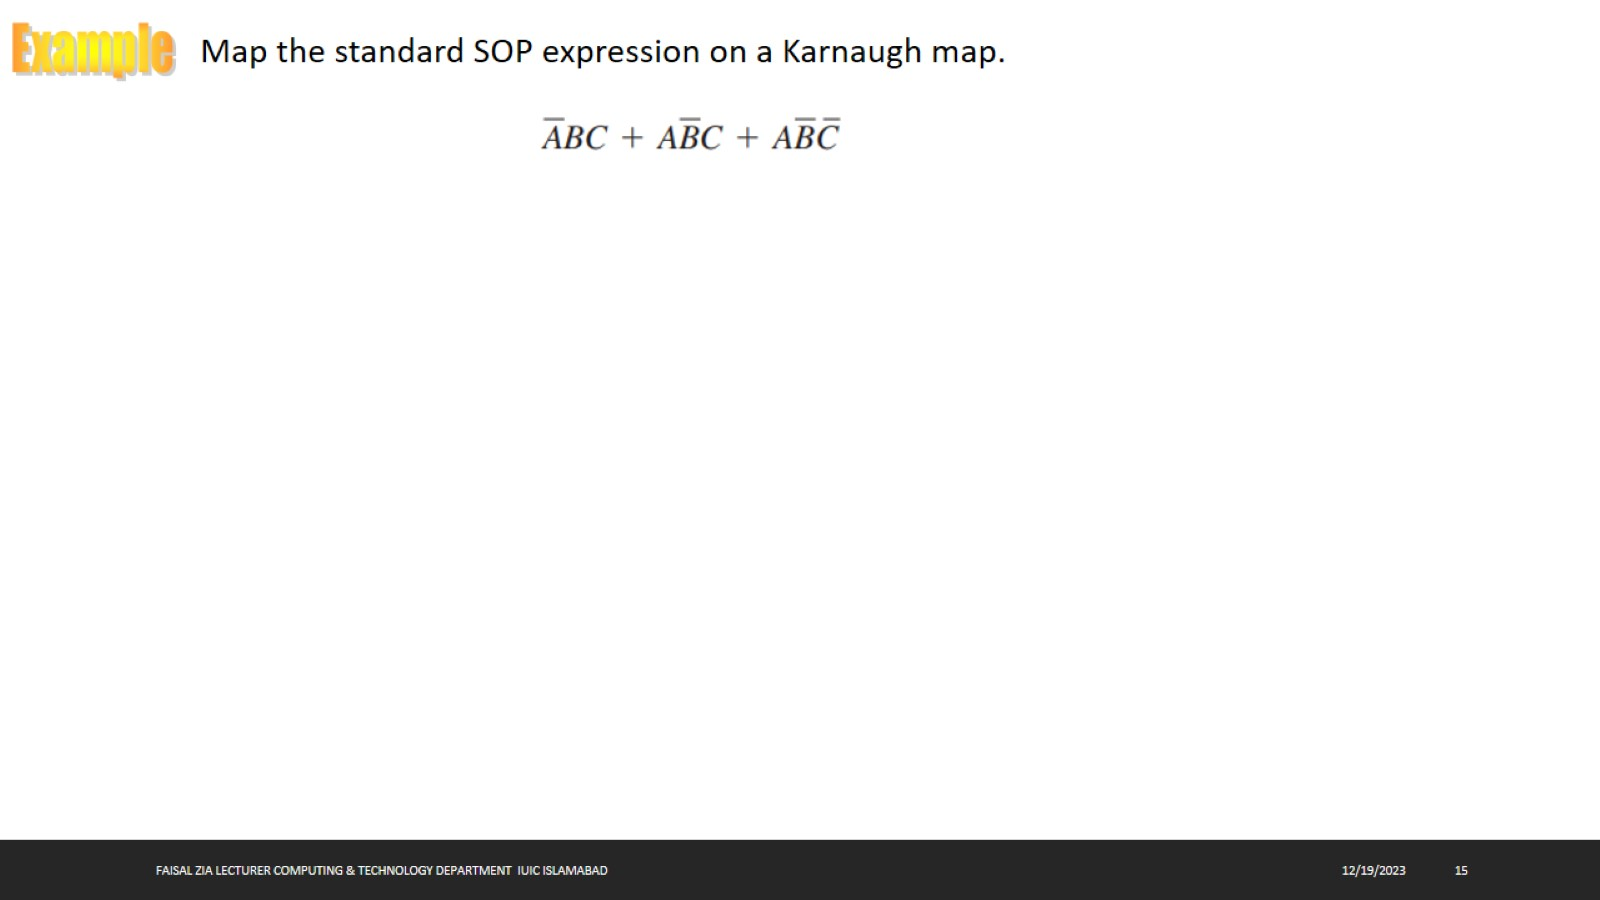 Example Map the standard SOP expression on a Karnaugh map.
A̅BC + AB̅C + AB̅C̅
FAISAL ZIA LECTURER COMPUTING & TECHNOLOGY DEPARTMENT IUIC ISLAMABAD 12/19/2023 15